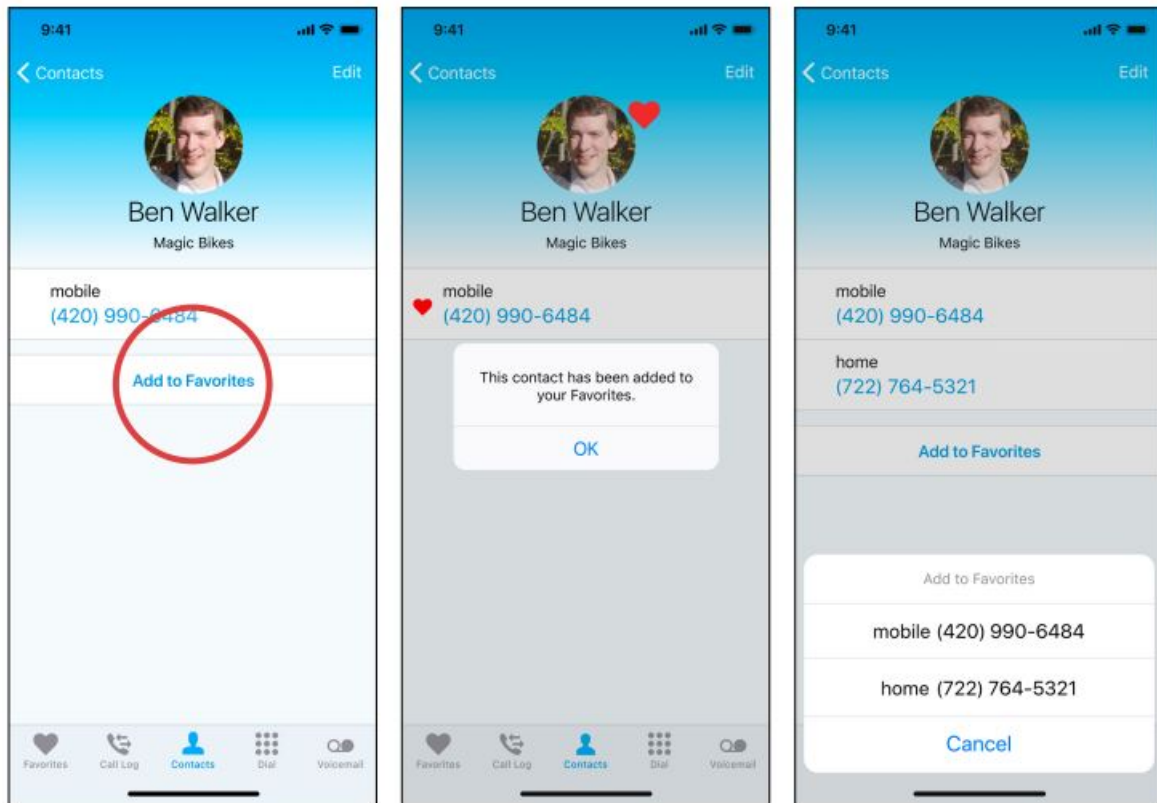 9:41
Contacts
Edit
Ben Walker
Magic Bikes
mobile
(420) 990-6484
Add to Favorites
Favorites
Call Log
Contacts
Dial
Voicemail
9:41
Contacts
Edit
Ben Walker
Magic Bikes
mobile
(420) 990-6484
This contact has been added to
your Favorites.
OK
Favorites
Call Log
Contacts
Dial
Voicemail
9:41
Contacts
Edit
Ben Walker
Magic Bikes
mobile
(420) 990-6484
home
(722) 764-5321
Add to Favorites
Add to Favorites
mobile (420) 990-6484
home (722) 764-5321
Cancel